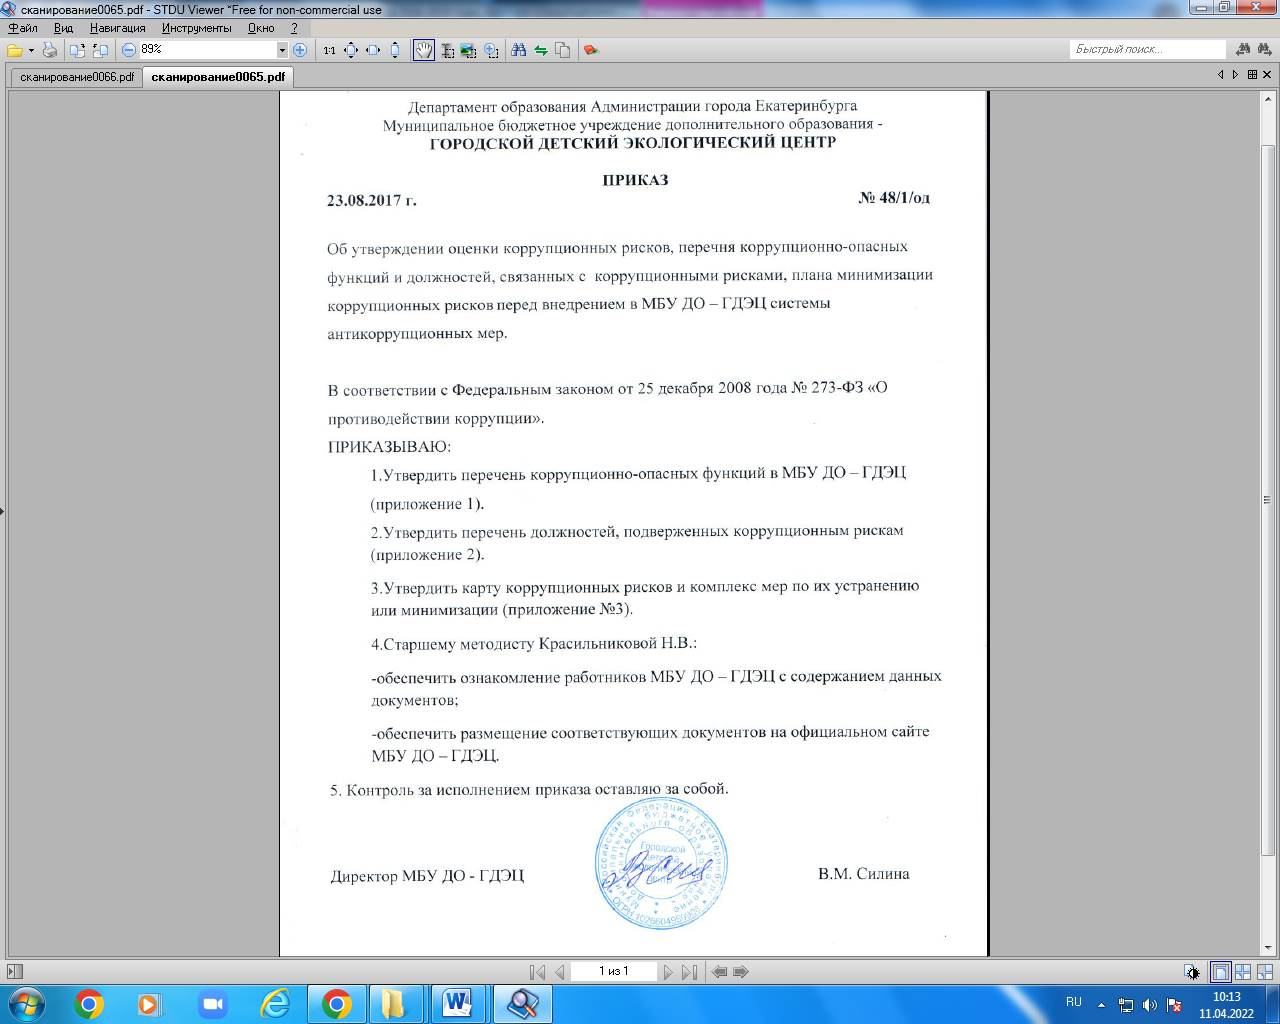 сканирование0065.pdf - STDU Viewer "Free for non-commercial use
Файл Вид Навигация Инструменты Окно ?
89%
1:1
Быстрый поиск...
сканирование0066.pdf сканирование0065.pdf
Департамент образования Администрации города Екатеринбурга
Муниципальное бюджетное учреждение дополнительного образования -
ГОРОДСКОЙ ДЕТСКИЙ ЭКОЛОГИЧЕСКИЙ ЦЕНТР
ПРИКАЗ
23.08.2017 г. № 48/1/од
Об утверждении оценки коррупционных рисков, перечня коррупционно-опасных
функций и должностей, связанных с коррупционными рисками, плана минимизации
коррупционных рисков перед внедрением в МБУ ДО – ГДЭЦ системы
антикоррупционных мер.
В соответствии с Федеральным законом от 25 декабря 2008 года № 273-ФЗ «О
противодействии коррупции».
ПРИКАЗЫВАЮ:
1.Утвердить перечень коррупционно-опасных функций в МБУ ДО – ГДЭЦ
(приложение 1).
2.Утвердить перечень должностей, подверженных коррупционным рискам
(приложение 2).
3.Утвердить карту коррупционных рисков и комплекс мер по их устранению
или минимизации (приложение №3).
4.Старшему методисту Красильниковой Н.В.:
-обеспечить ознакомление работников МБУ ДО – ГДЭЦ с содержанием данных
документов;
-обеспечить размещение соответствующих документов на официальном сайте
МБУ ДО – ГДЭЦ.
5. Контроль за исполнением приказа оставляю за собой.
Городской
Директор МБУ ДО - ГДЭЦ В.М. Силина
1 из 1
RU
10:13
11.04.2022